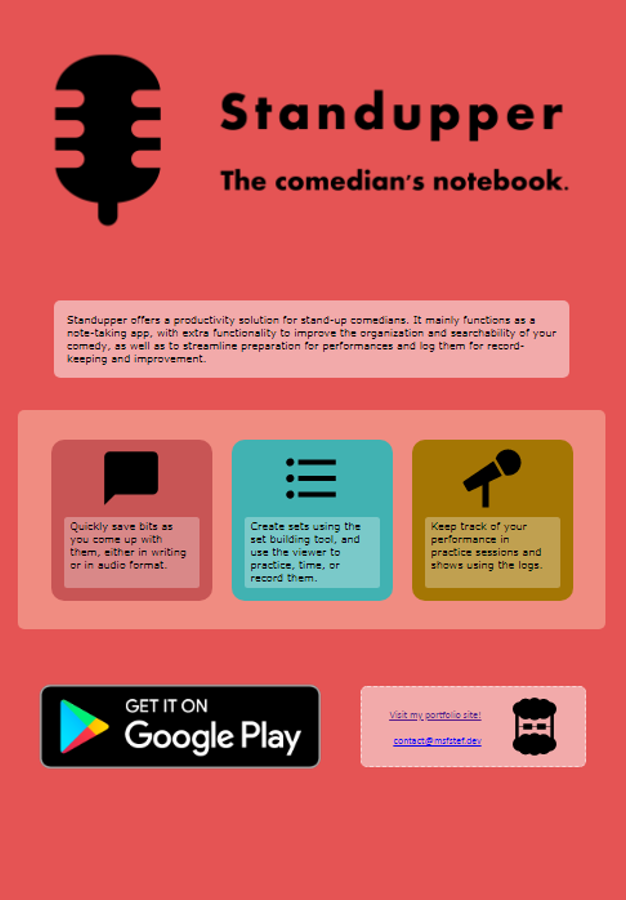 Standupper
The comedian's notebook.
Standupper offers a productivity solution for stand-up comedians. It mainly functions as a
note-taking app, with extra functionality to improve the organization and searchability of your
comedy, as well as to streamline preparation for performances and log them for record-
keeping and improvement.
Quickly save bits as
you come up with
them, either in writing
or in audio format.
Create sets using the
set building tool, and
use the viewer to
practice, time, or
record them.
Keep track of your
performance in
practice sessions and
shows using the logs.
GET IT ON
Google Play
Visit my portfolio site!
contact@msfstef.dev